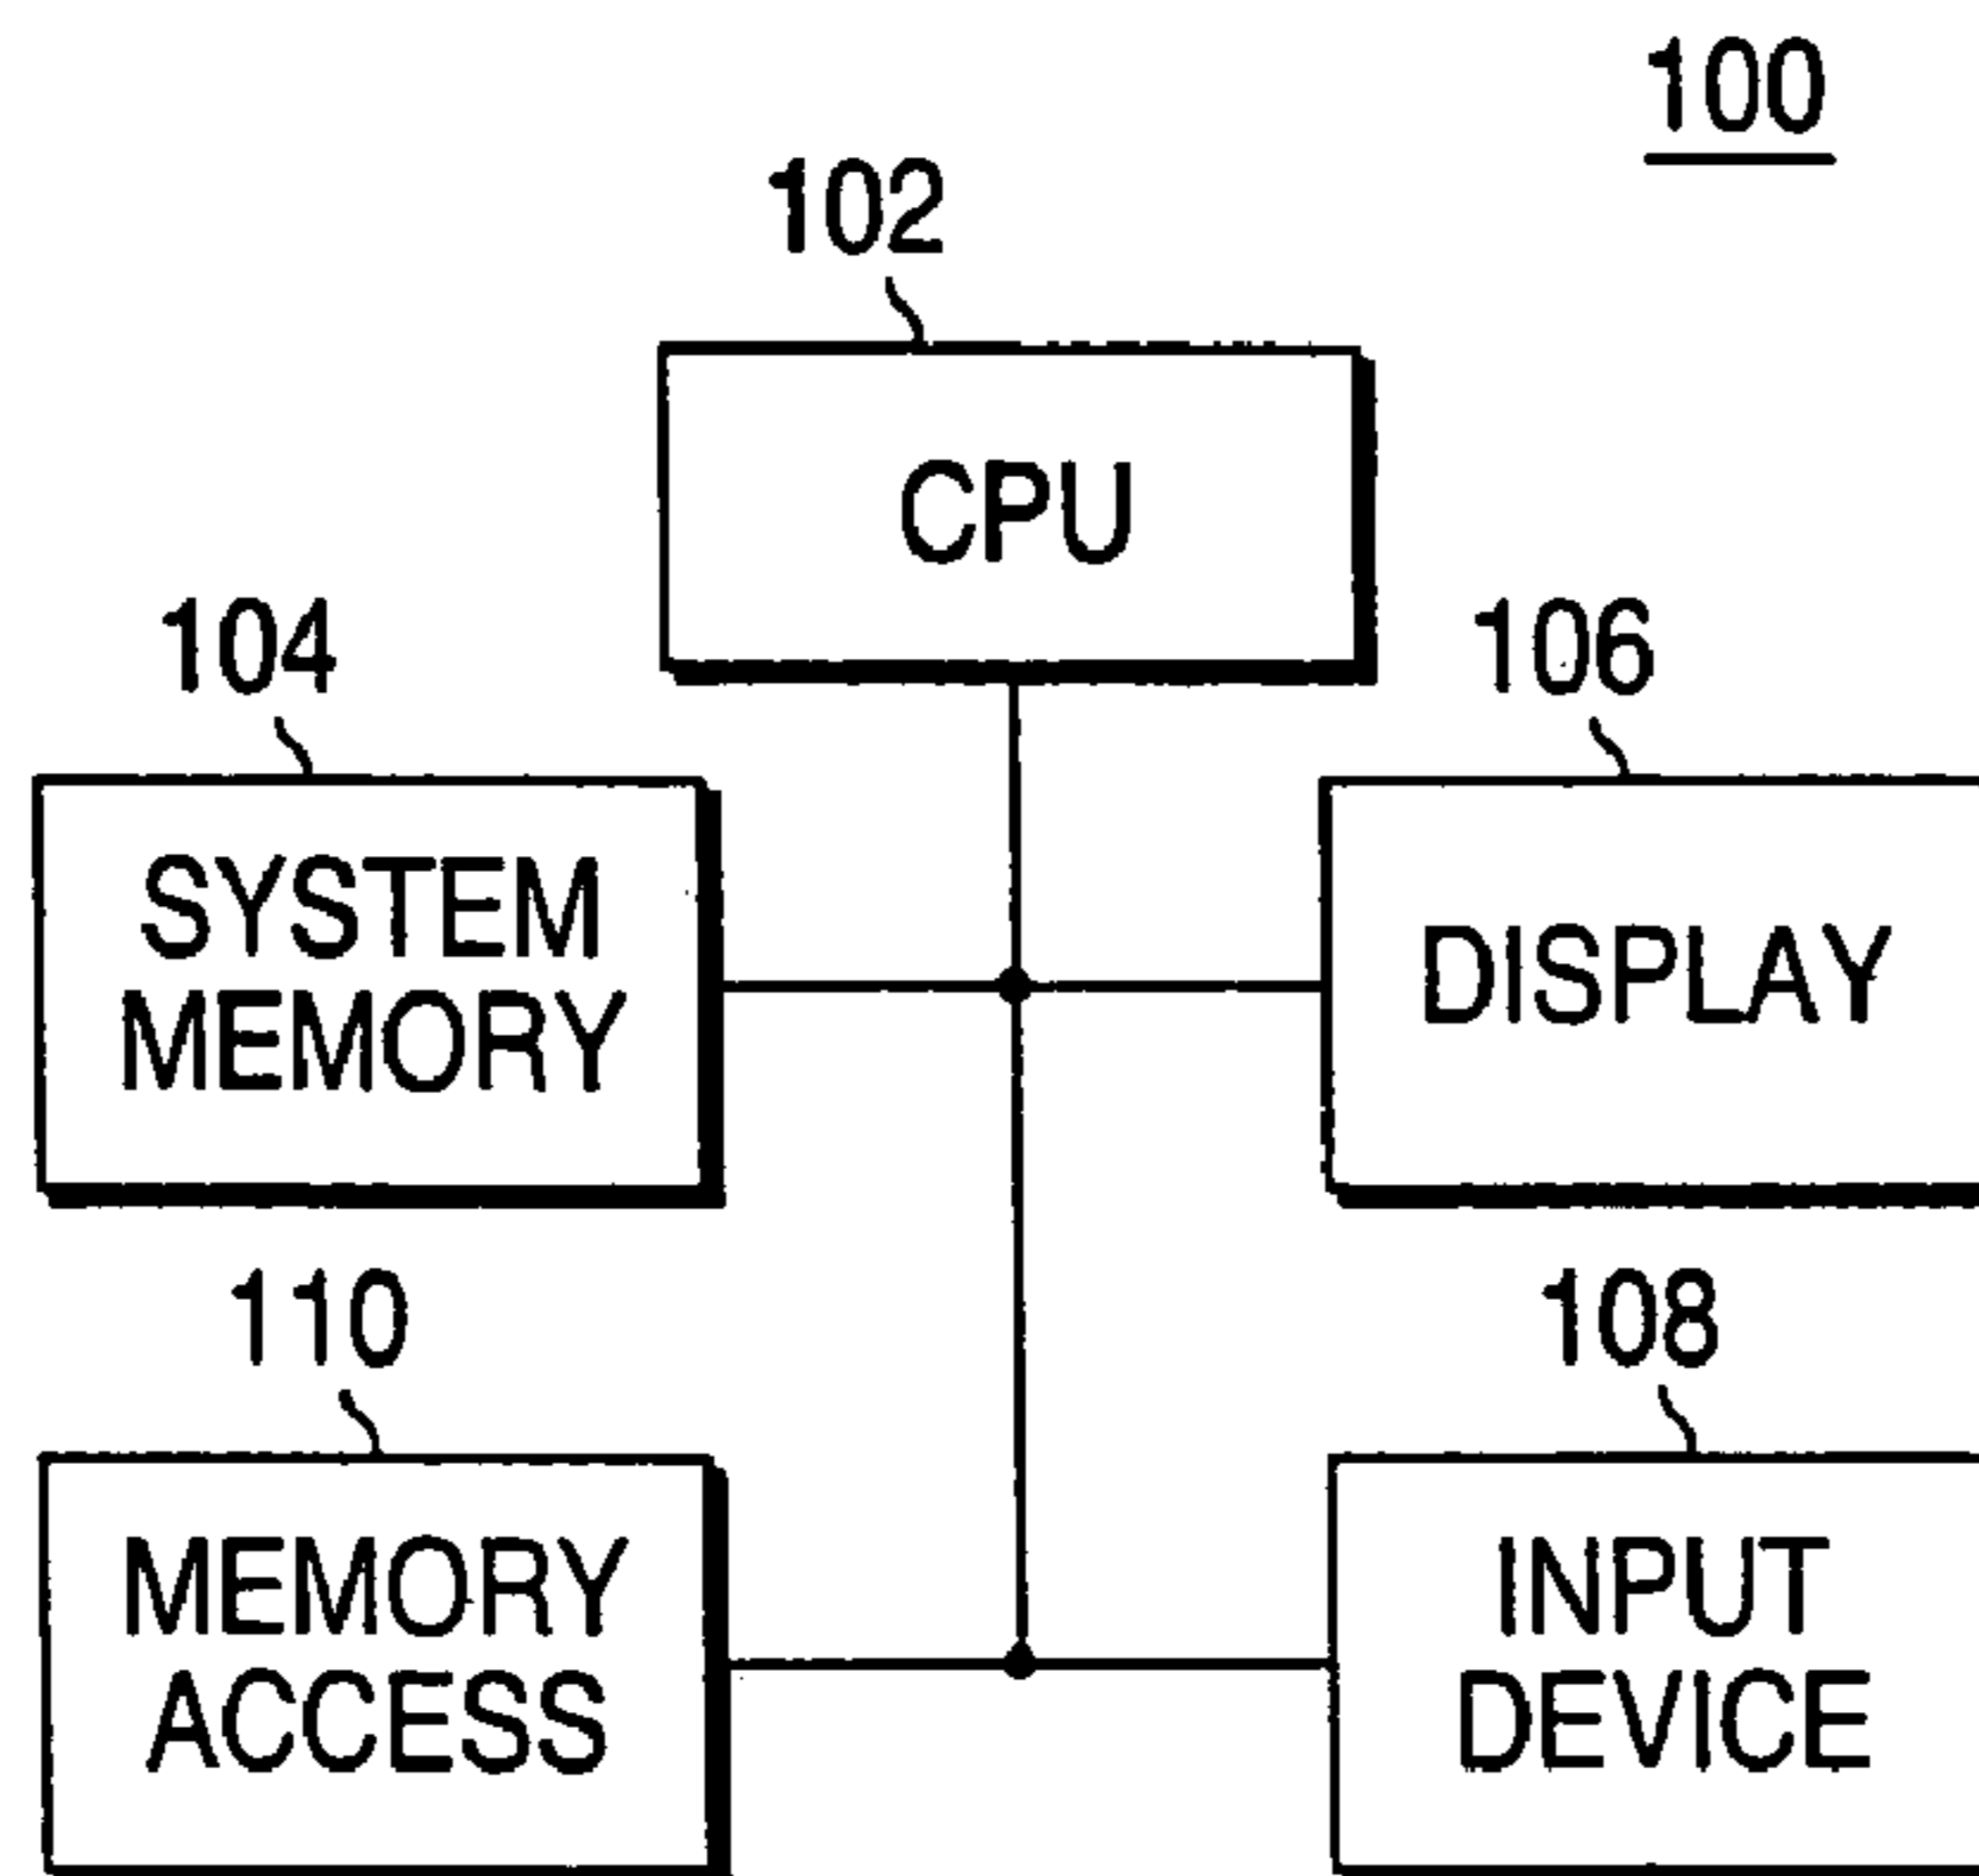 100
102
CPU
104
106
SYSTEM
MEMORY
DISPLAY
110
108
MEMORY
ACCESS
INPUT
DEVICE